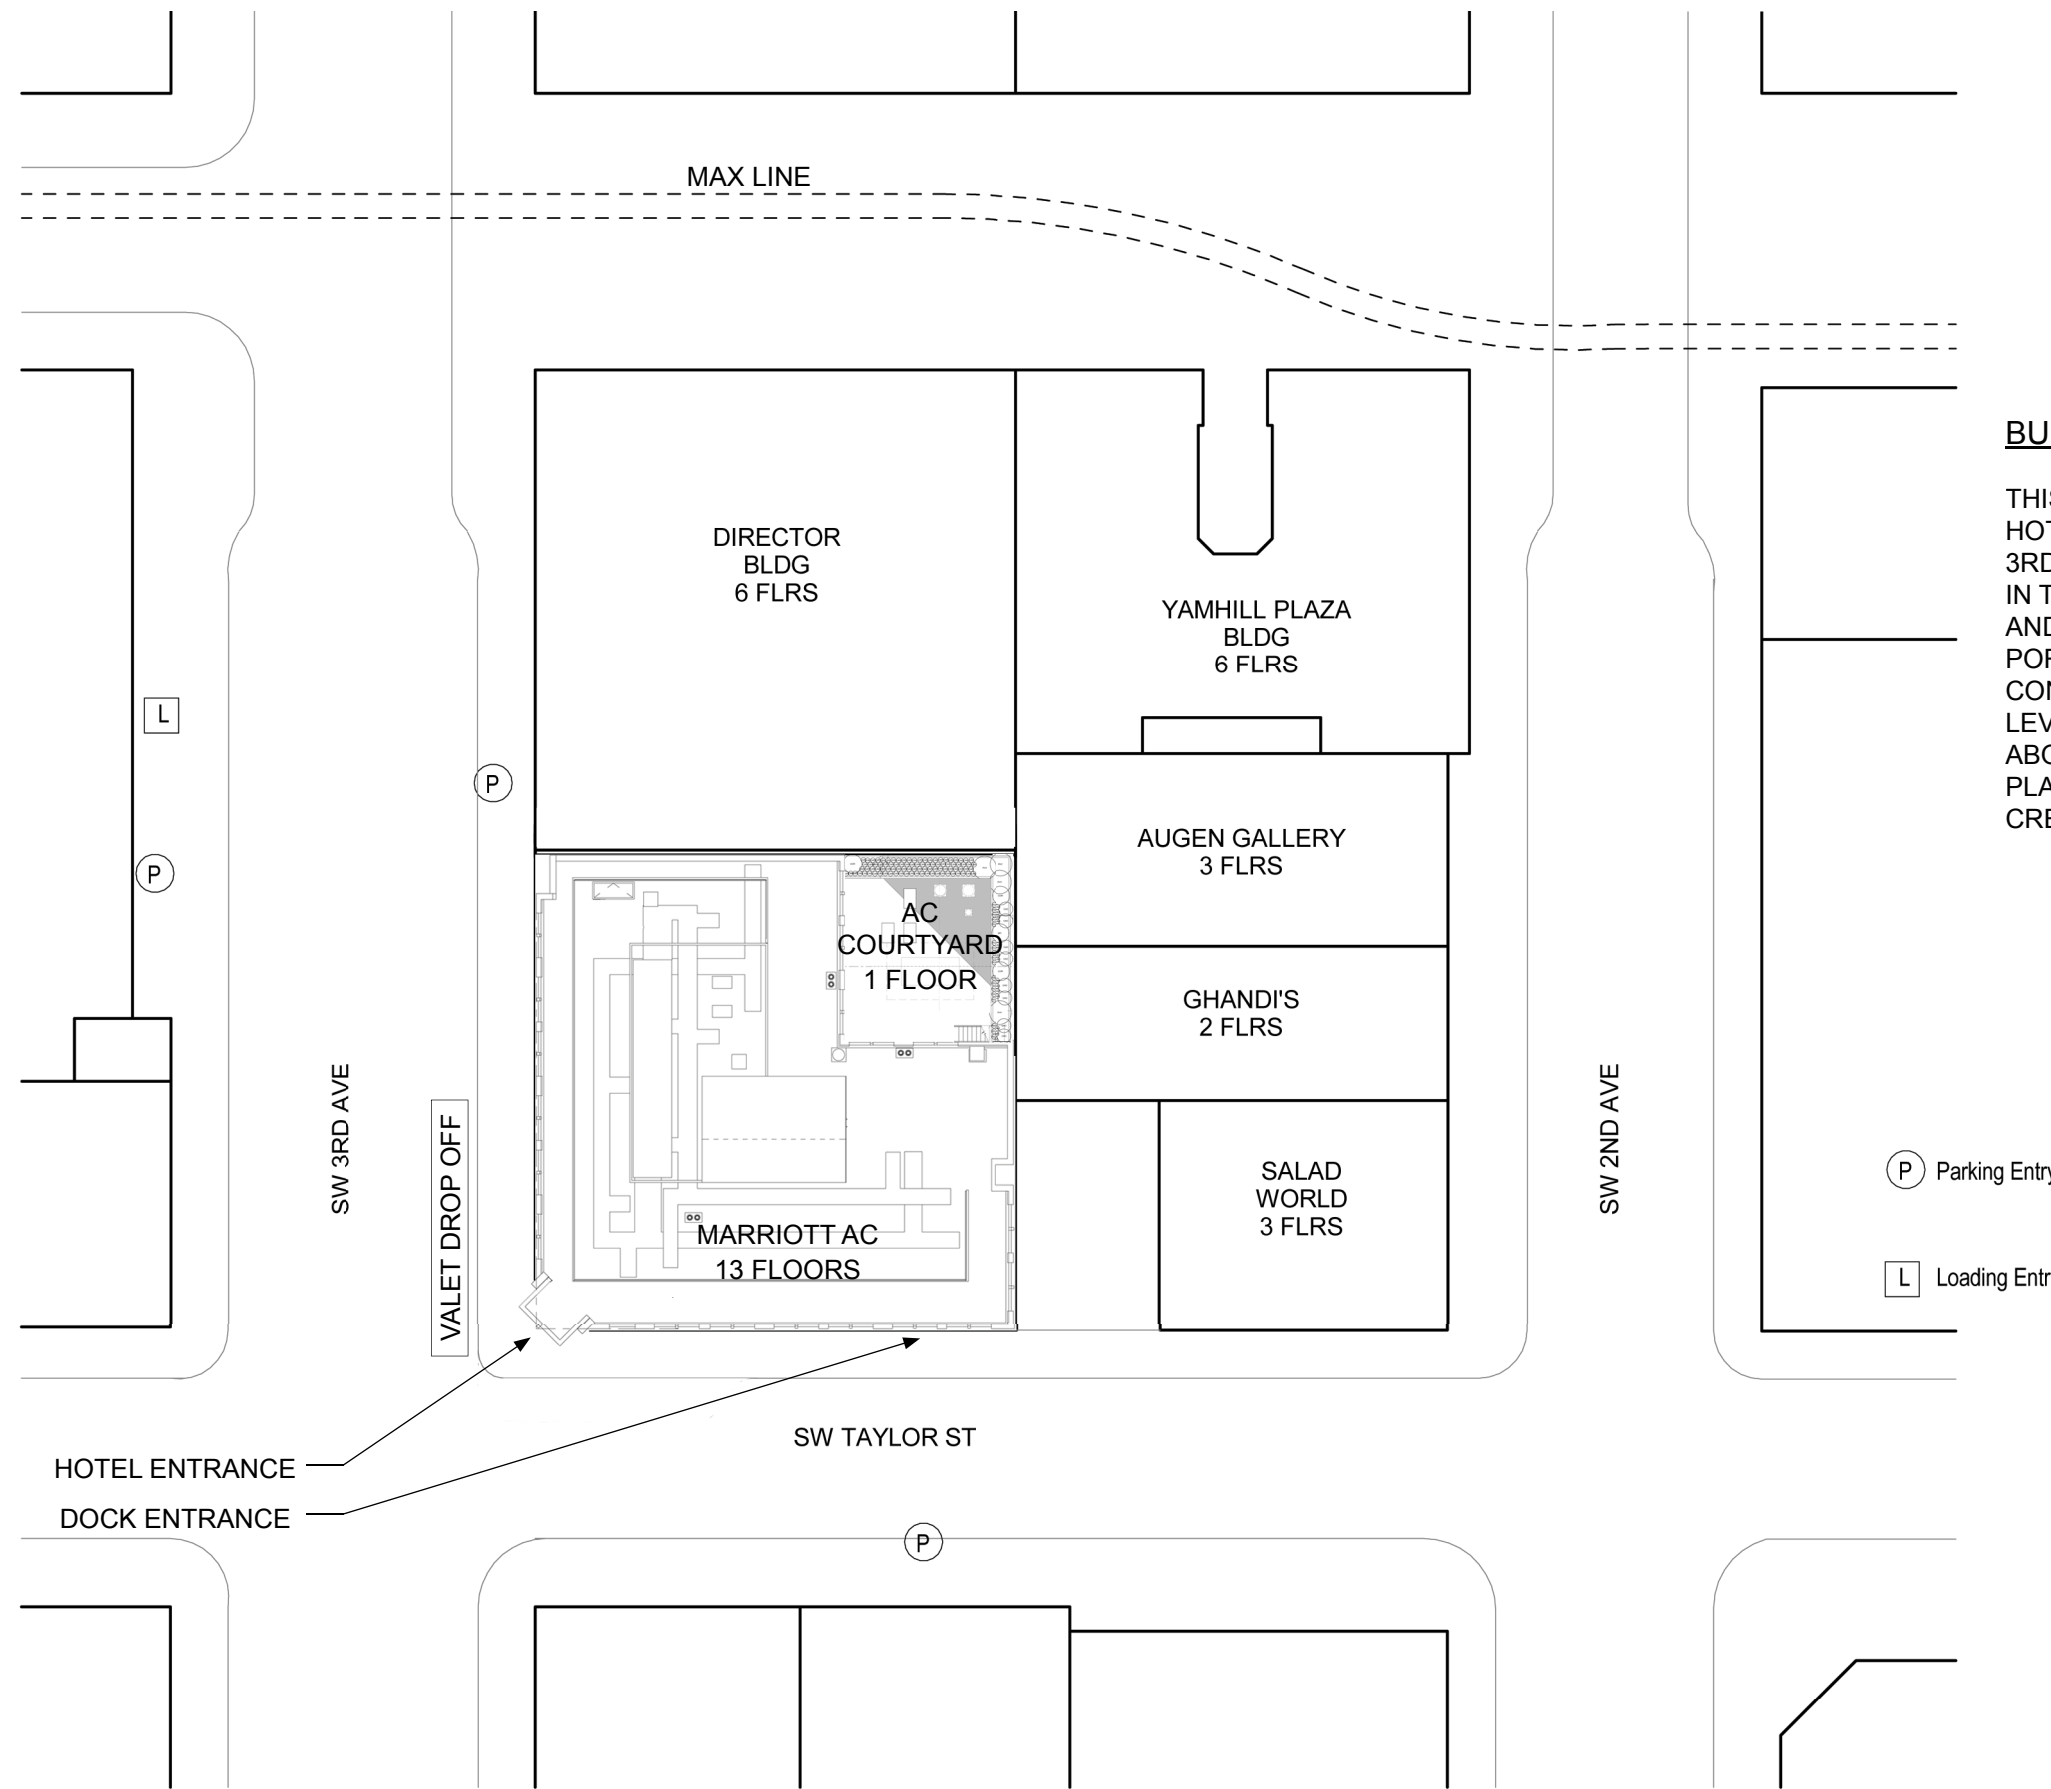 MAX LINE
DIRECTOR
BLDG
6 FLRS
YAMHILL PLAZA
BLDG
6 FLRS
L
P
P
AUGEN GALLERY
3 FLRS
AC
COURTYARD
1 FLOOR
GHANDI'S
2 FLRS
SW 3RD AVE
VALET DROP OFF
SALAD
WORLD
3 FLRS
SW 2ND AVE
MARRIOTT AC
13 FLOORS
SW TAYLOR ST
HOTEL ENTRANCE
DOCK ENTRANCE
P
BU
THIS
HOT
3RD
IN T
AND
POR
CON
LEV
ABO
PLA
CRE
P Parking Entry
L Loading Entr